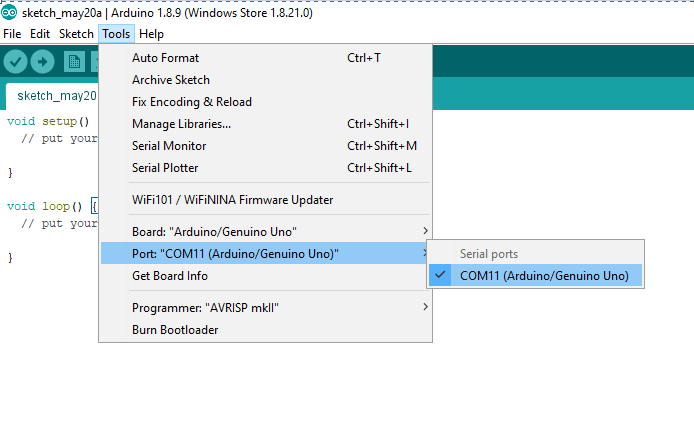 sketch_may20a | Arduino 1.8.9 (Windows Store 1.8.21.0)
File Edit Sketch Tools Help
Auto Format Ctrl+T
Archive Sketch
sketch_may20
Fix Encoding & Reload
void setup()
Manage Libraries... Ctrl+Shift+I
// put your
Serial Monitor Ctrl+Shift+M
Serial Plotter Ctrl+Shift+L
}
WiFi101 / WiFiNINA Firmware Updater
void loop() {
// put your
Board: "Arduino/Genuino Uno"
Port: "COM11 (Arduino/Genuino Uno)"
Serial ports
}
Get Board Info
COM11 (Arduino/Genuino Uno)
Programmer: "AVRISP mkII"
Burn Bootloader